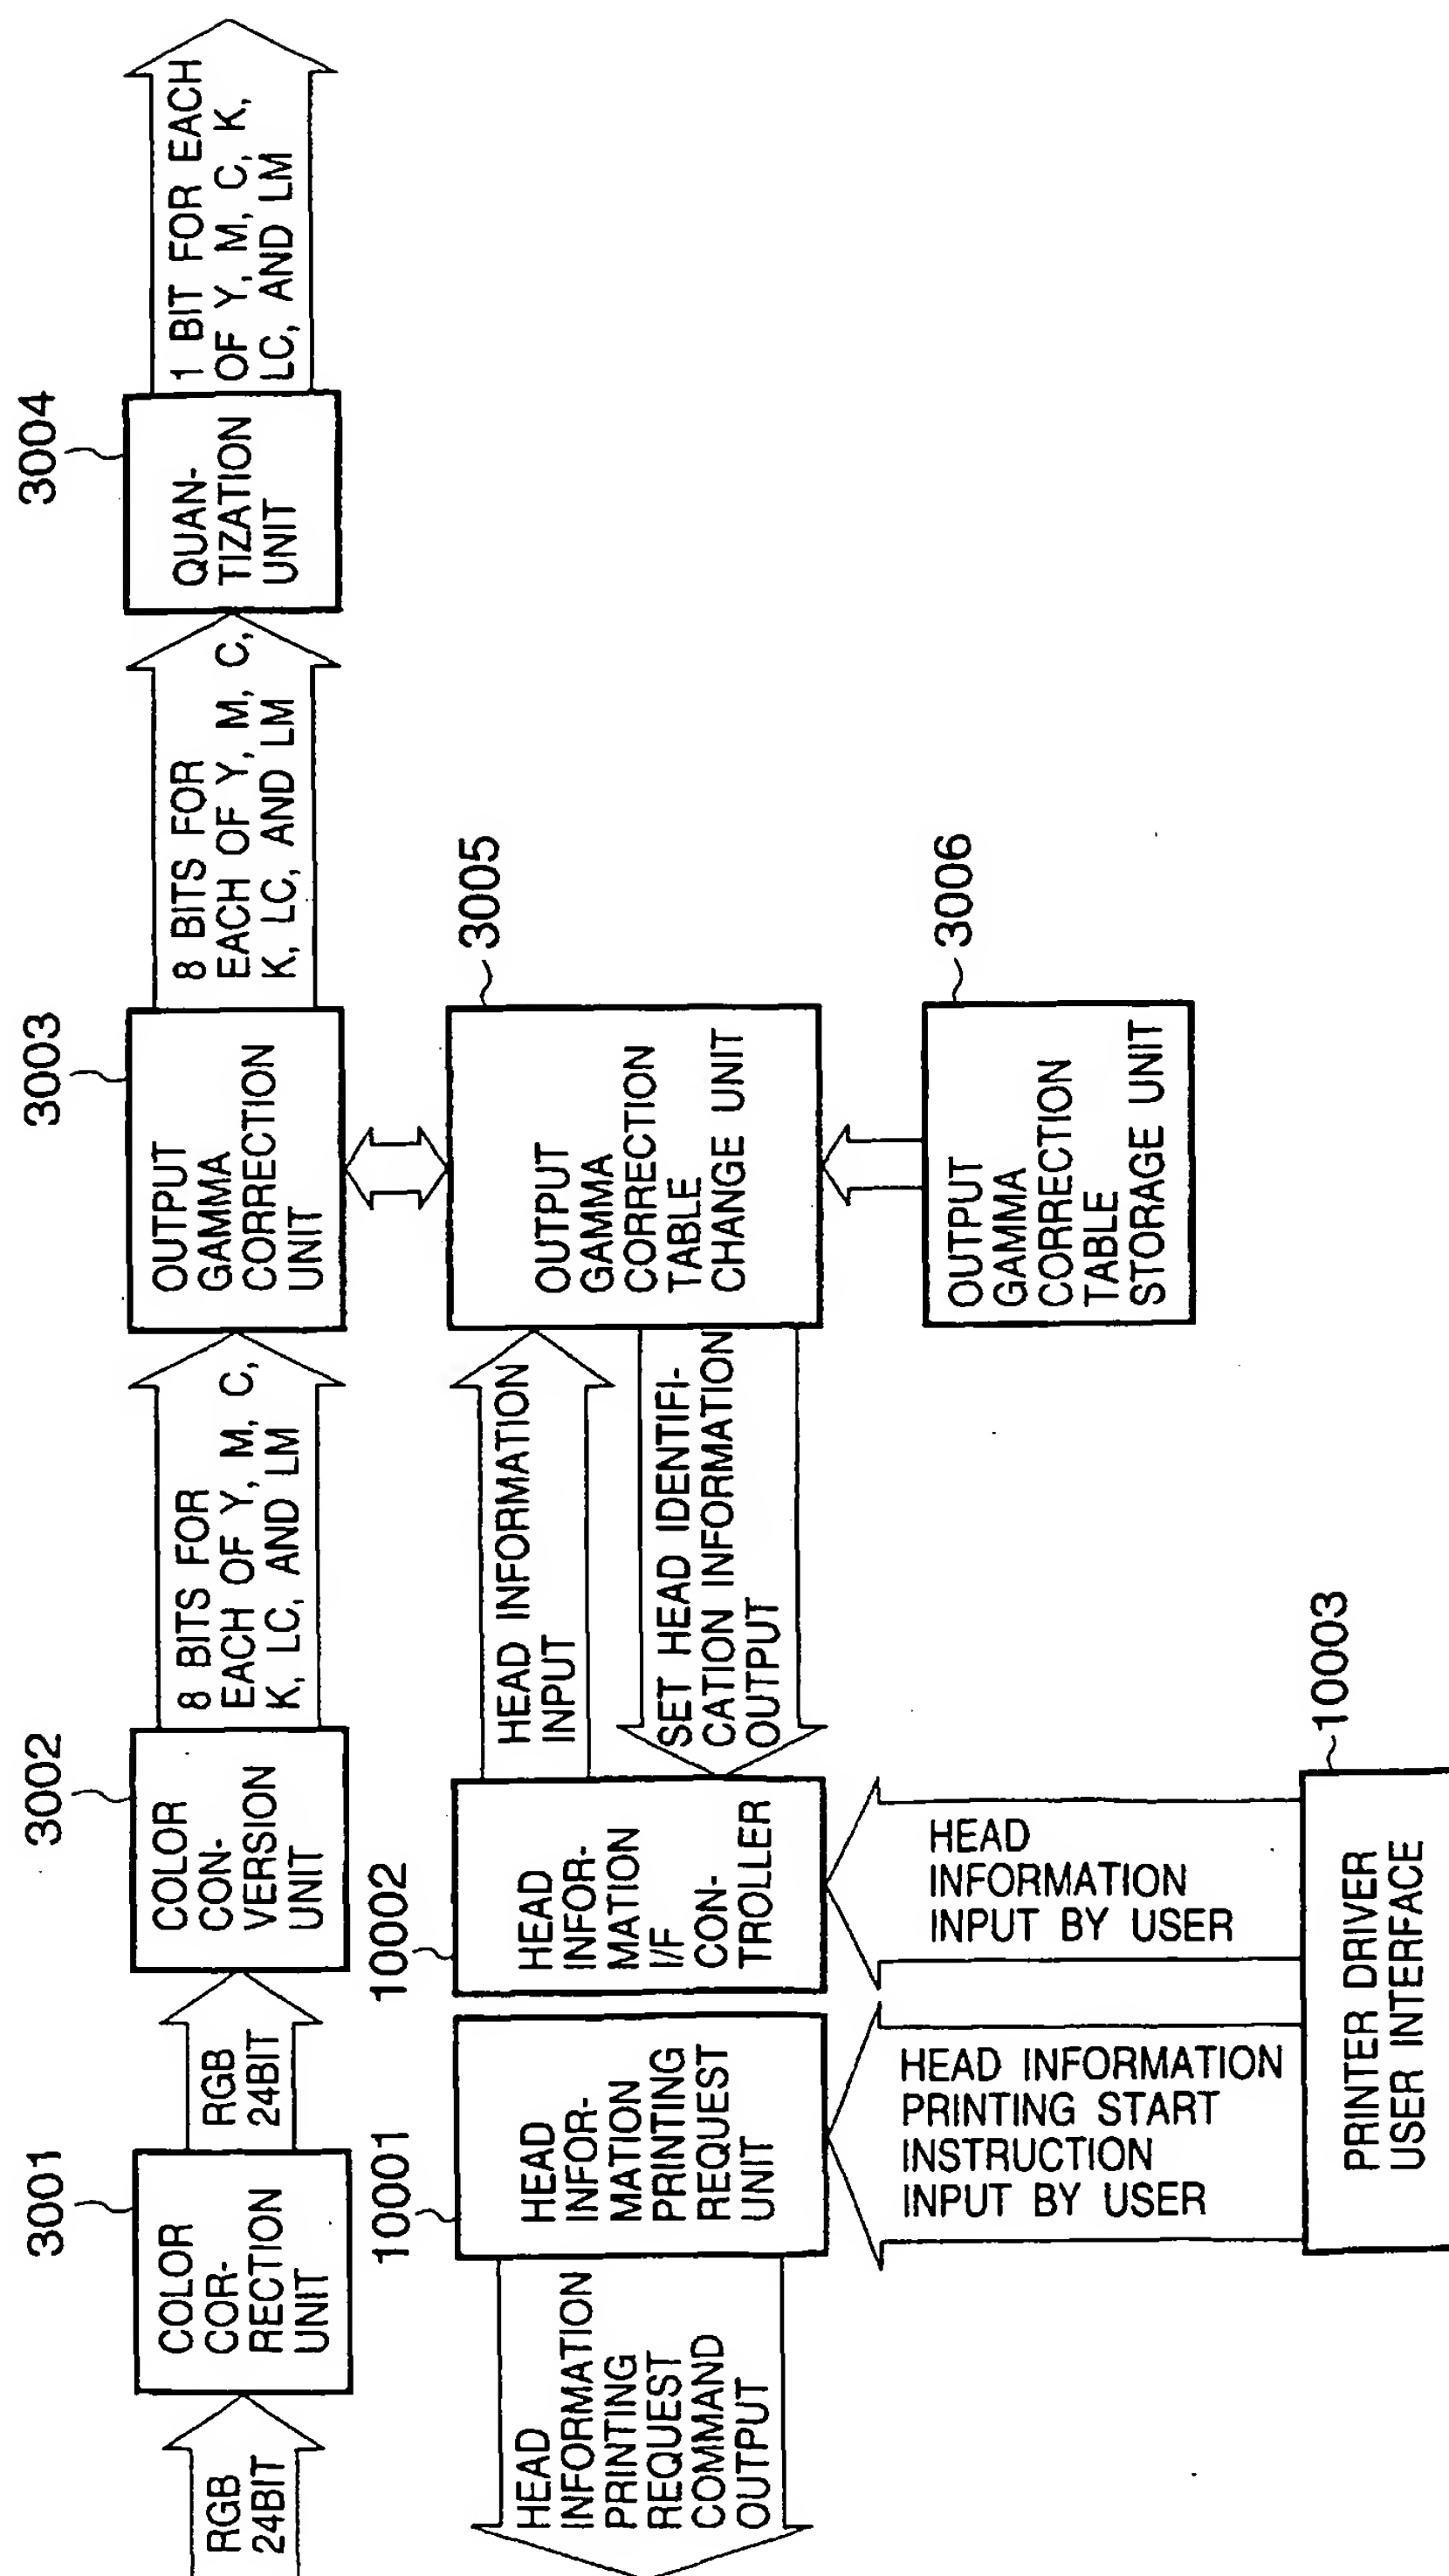 RGB
24BIT
3001
COLOR
COR-
RECTION
UNIT
RGB
24BIT
3002
COLOR
CON-
VERSION
UNIT
8 BITS FOR
EACH OF Y, M, C,
K, LC, AND LM
3003
OUTPUT
GAMMA
CORRECTION
UNIT
8 BITS FOR
EACH OF Y, M, C,
K, LC, AND LM
3004
QUAN-
TIZATION
UNIT
1 BIT FOR EACH
OF Y, M, C, K,
LC, AND LM
HEAD
INFORMATION
PRINTING
REQUEST
COMMAND
OUTPUT
10001
HEAD
INFOR-
MATION
PRINTING
REQUEST
UNIT
10002
HEAD
INFOR-
MATION
I/F
CON-
TROLLER
HEAD INFORMATION
INPUT
SET HEAD IDENTIFI-
CATION INFORMATION
OUTPUT
3005
OUTPUT
GAMMA
CORRECTION
TABLE
CHANGE UNIT
3006
OUTPUT
GAMMA
CORRECTION
TABLE
STORAGE UNIT
HEAD INFORMATION
PRINTING START
INSTRUCTION
INPUT BY USER
HEAD
INFORMATION
INPUT BY USER
10003
PRINTER DRIVER
USER INTERFACE